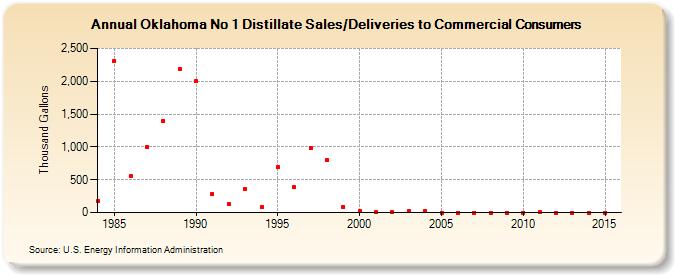 Annual Oklahoma No 1 Distillate Sales/Deliveries to Commercial Consumers
Thousand Gallons
2,500
2,000
1,500
1,000
500
0
1985 1990 1995 2000 2005 2010 2015
Source: U.S. Energy Information Administration